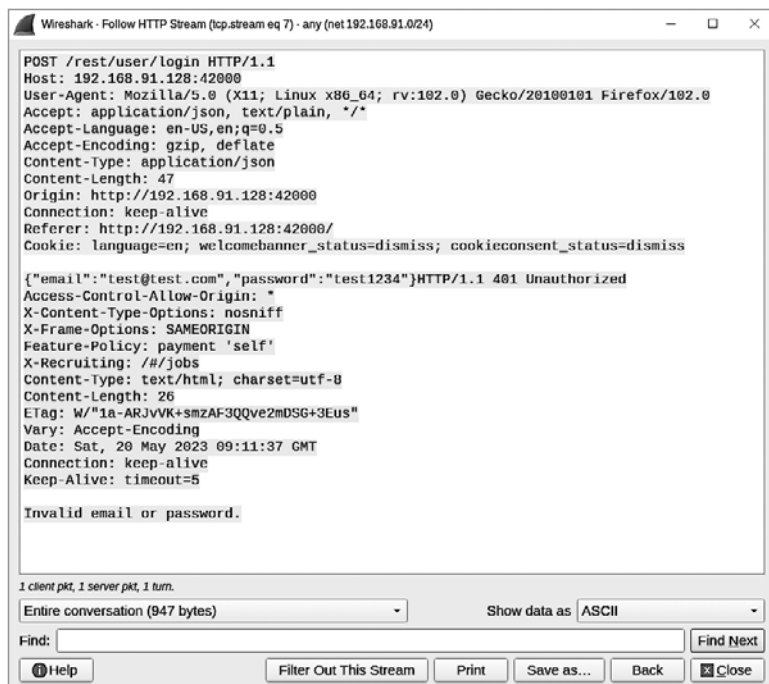 Wireshark · Follow HTTP Stream (tcp.stream eq 7) · any (net 192.168.91.0/24)
POST /rest/user/login HTTP/1.1
Host: 192.168.91.128:42000
User-Agent: Mozilla/5.0 (X11; Linux x86_64; rv:102.0) Gecko/20100101 Firefox/102.0
Accept: application/json, text/plain, */*
Accept-Language: en-US,en;q=0.5
Accept-Encoding: gzip, deflate
Content-Type: application/json
Content-Length: 47
Origin: http://192.168.91.128:42000
Connection: keep-alive
Referer: http://192.168.91.128:42000/
Cookie: language=en; welcomebanner_status=dismiss; cookieconsent_status=dismiss
{"email":"test@test.com","password":"test1234"}HTTP/1.1 401 Unauthorized
Access-Control-Allow-Origin: *
X-Content-Type-Options: nosniff
X-Frame-Options: SAMEORIGIN
Feature-Policy: payment 'self'
X-Recruiting: /#/jobs
Content-Type: text/html; charset=utf-8
Content-Length: 26
ETag: W/"1a-ARJvVK+smzAF3QQve2mDSG+3Eus"
Vary: Accept-Encoding
Date: Sat, 20 May 2023 09:11:37 GMT
Connection: keep-alive
Keep-Alive: timeout=5
Invalid email or password.
1 client pkt, 1 server pkt, 1 turn.
Entire conversation (947 bytes) Show data as ASCII
Find: Find Next
Help Filter Out This Stream Print Save as... Back Close